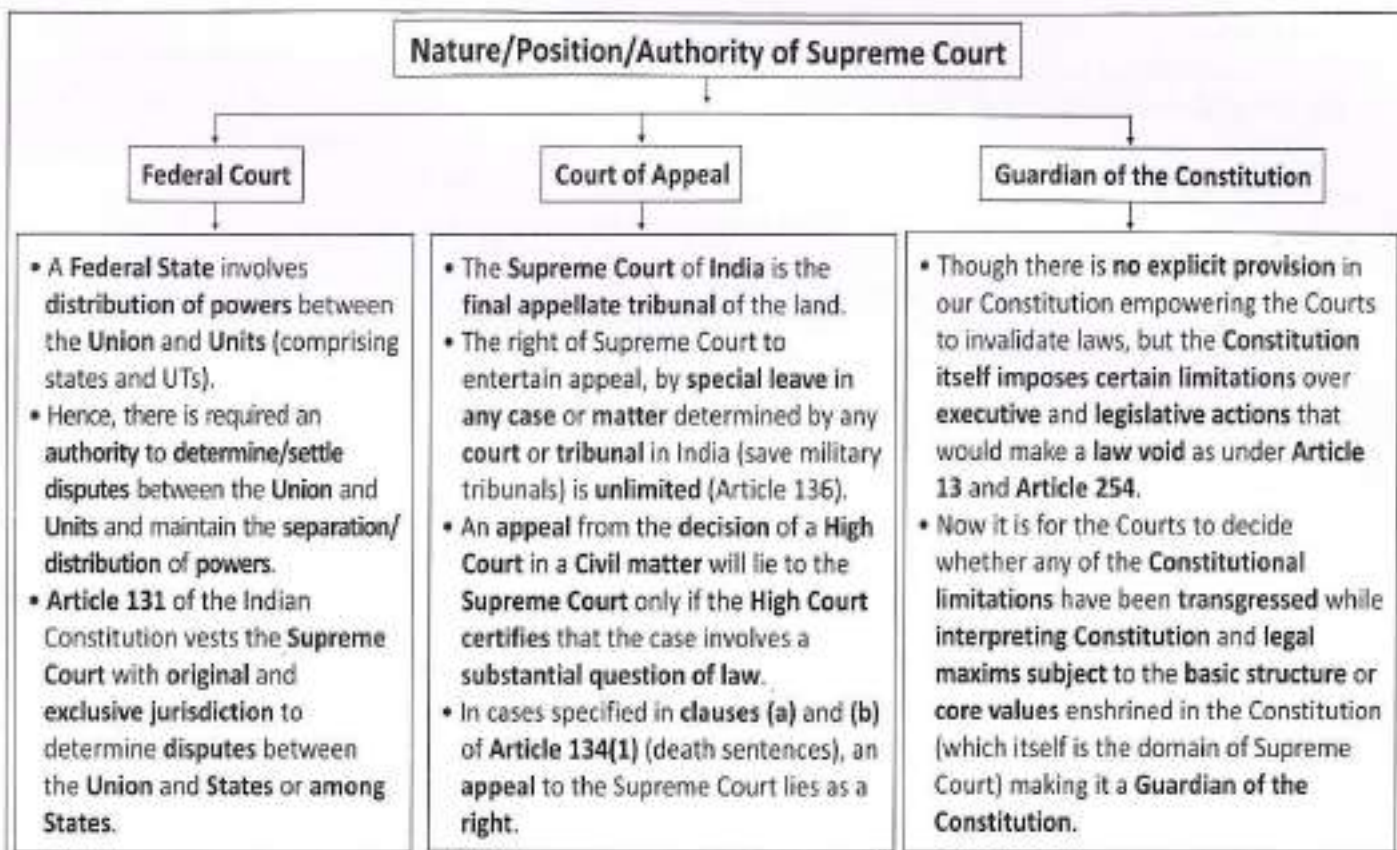 Nature/Position/Authority of Supreme Court
Federal Court
• A Federal State involves
distribution of powers between
the Union and Units (comprising
states and UTs).
• Hence, there is required an
authority to determine/settle
disputes between the Union and
Units and maintain the separation/
distribution of powers.
• Article 131 of the Indian
Constitution vests the Supreme
Court with original and
exclusive jurisdiction to
determine disputes between
the Union and States or among
States.
Court of Appeal
• The Supreme Court of India is the
final appellate tribunal of the land.
• The right of Supreme Court to
entertain appeal, by special leave in
any case or matter determined by any
court or tribunal in India (save military
tribunals) is unlimited (Article 136).
• An appeal from the decision of a High
Court in a Civil matter will lie to the
Supreme Court only if the High Court
certifies that the case involves a
substantial question of law.
• In cases specified in clauses (a) and (b)
of Article 134(1) (death sentences), an
appeal to the Supreme Court lies as a
right.
Guardian of the Constitution
• Though there is no explicit provision in
our Constitution empowering the Courts
to invalidate laws, but the Constitution
itself imposes certain limitations over
executive and legislative actions that
would make a law void as under Article
13 and Article 254.
• Now it is for the Courts to decide
whether any of the Constitutional
limitations have been transgressed while
interpreting Constitution and legal
maxims subject to the basic structure or
core values enshrined in the Constitution
(which itself is the domain of Supreme
Court) making it a Guardian of the
Constitution.